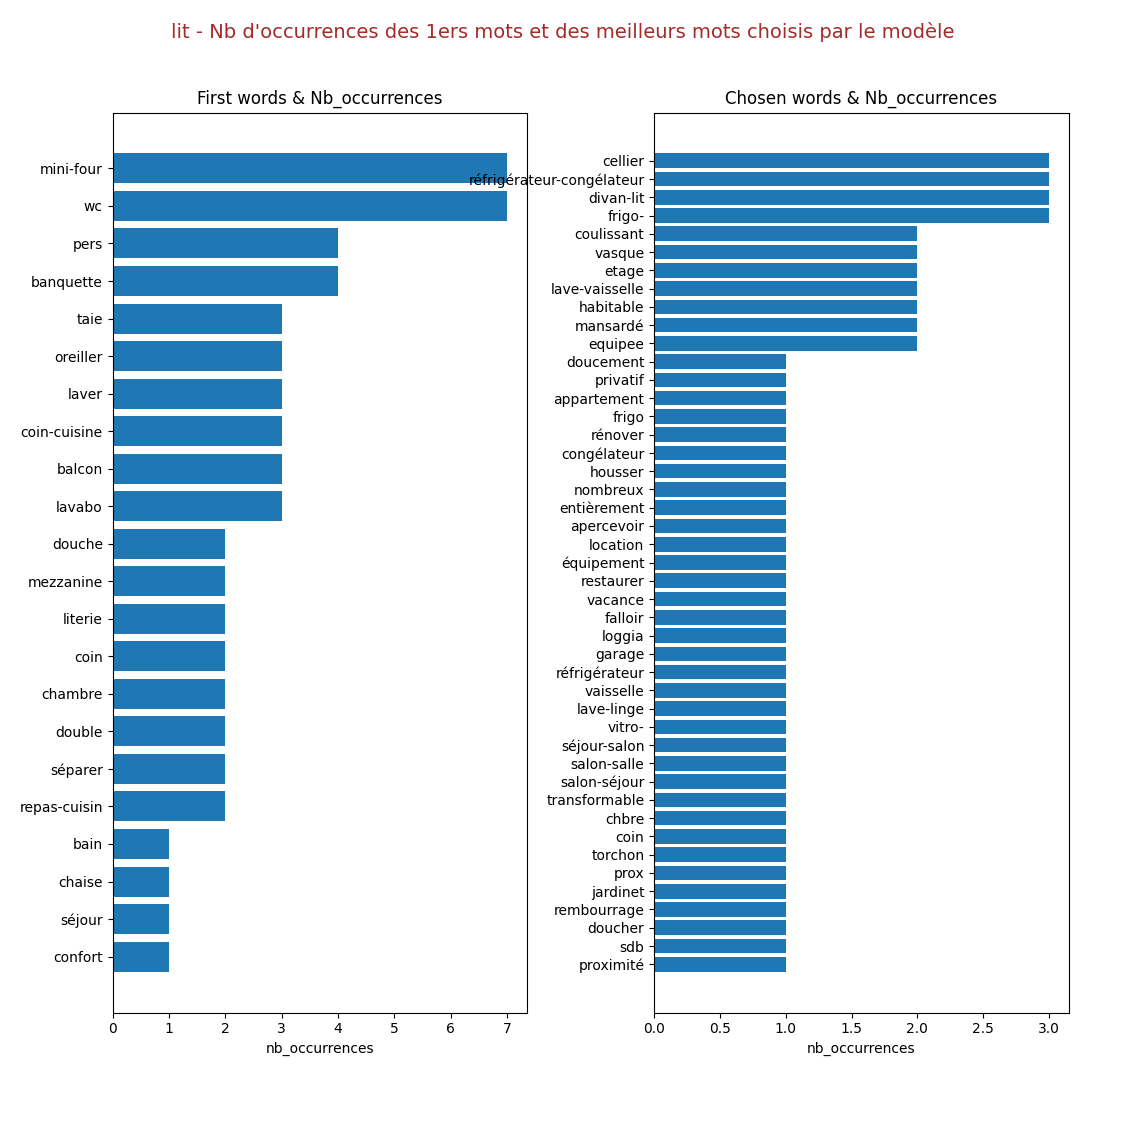 lit - Nb d'occurrences des 1ers mots et des meilleurs mots choisis par le modèle
First words & Nb_occurrences
mini-four
wc
pers
banquette
taie
oreiller
laver
coin-cuisine
balcon
lavabo
douche
mezzanine
literie
coin
chambre
double
séparer
repas-cuisin
bain
chaise
séjour
confort
0 1 2 3 4 5 6 7
nb_occurrences
Chosen words & Nb_occurrences
cellier
réfrigérateur-congélateur
divan-lit
frigo-
coulissant
vasque
etage
lave-vaisselle
habitable
mansardé
equipee
doucement
privatif
appartement
frigo
rénover
congélateur
housser
nombreux
entièrement
apercevoir
location
équipement
restaurer
vacance
falloir
loggia
garage
réfrigérateur
vaisselle
lave-linge
vitro-
séjour-salon
salon-salle
salon-séjour
transformable
chbre
coin
torchon
prox
jardinet
rembourrage
doucher
sdb
proximité
0.0 0.5 1.0 1.5 2.0 2.5 3.0
nb_occurrences